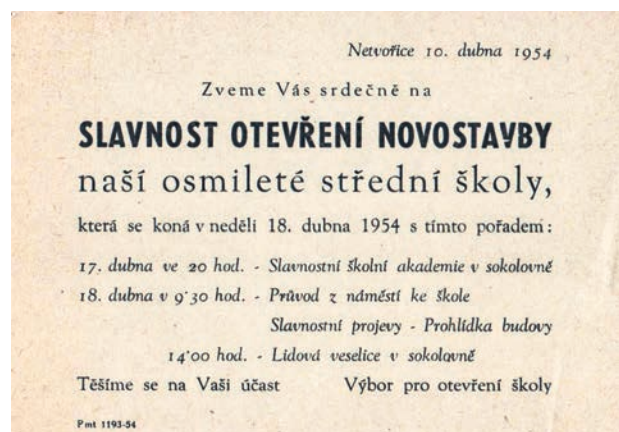 Netvořice 10. dubna 1954
Zveme Vás srdečně na
SLAVNOST OTEVŘENÍ NOVOSTAVBY
naší osmileté střední školy,
která se koná v neděli 18. dubna 1954 s tímto pořadem:
17. dubna ve 20 hod. - Slavnostní školní akademie v sokolovně
18. dubna v 9·30 hod. - Průvod z náměstí ke škole
Slavnostní projevy - Prohlídka budovy
14·00 hod. - Lidová veselice v sokolovně
Těšíme se na Vaši účast Výbor pro otevření školy
Pmt 1193-54